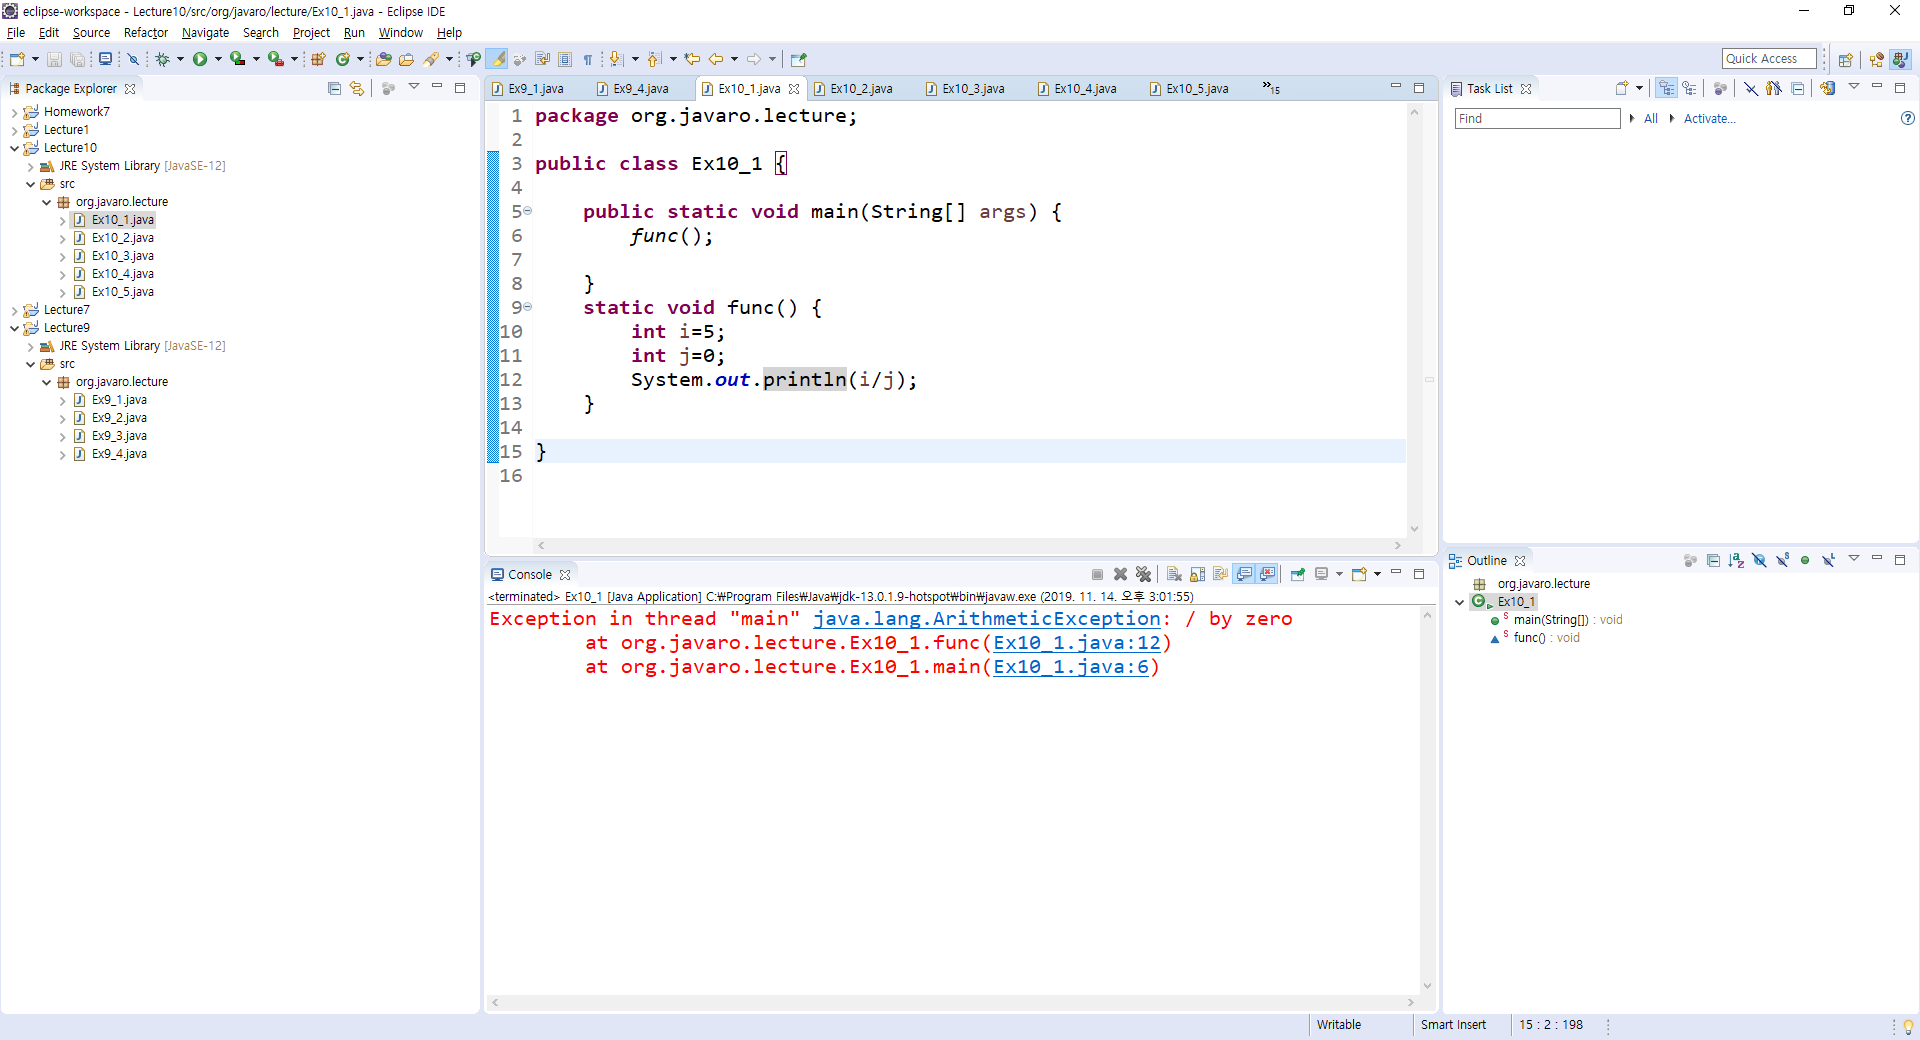 eclipse-workspace - Lecture10/src/org/javaro/lecture/Ex10_1.java - Eclipse IDE
File Edit Source Refactor Navigate Search Project Run Window Help
Quick Access
Package Explorer
Homework7
Lecture1
Lecture10
JRE System Library [JavaSE-12]
src
org.javaro.lecture
Ex10_1.java
Ex10_2.java
Ex10_3.java
Ex10_4.java
Ex10_5.java
Lecture7
Lecture9
JRE System Library [JavaSE-12]
src
org.javaro.lecture
Ex9_1.java
Ex9_2.java
Ex9_3.java
Ex9_4.java
Ex9_1.java Ex9_4.java Ex10_1.java Ex10_2.java Ex10_3.java Ex10_4.java Ex10_5.java »15
1 package org.javaro.lecture;
2
3 public class Ex10_1 {
4
5 public static void main(String[] args) {
6 func();
7
8 }
9 static void func() {
10 int i=5;
11 int j=0;
12 System.out.println(i/j);
13 }
14
15 }
16
Console
<terminated> Ex10_1 [Java Application] C:₩Program Files₩Java₩jdk-13.0.1.9-hotspot₩bin₩javaw.exe (2019. 11. 14. 오후 3:01:55)
Exception in thread "main" java.lang.ArithmeticException: / by zero
at org.javaro.lecture.Ex10_1.func(Ex10_1.java:12)
at org.javaro.lecture.Ex10_1.main(Ex10_1.java:6)
Task List
Find All Activate...
Outline
org.javaro.lecture
Ex10_1
main(String[]) : void
func() : void
Writable Smart Insert 15 : 2 : 198